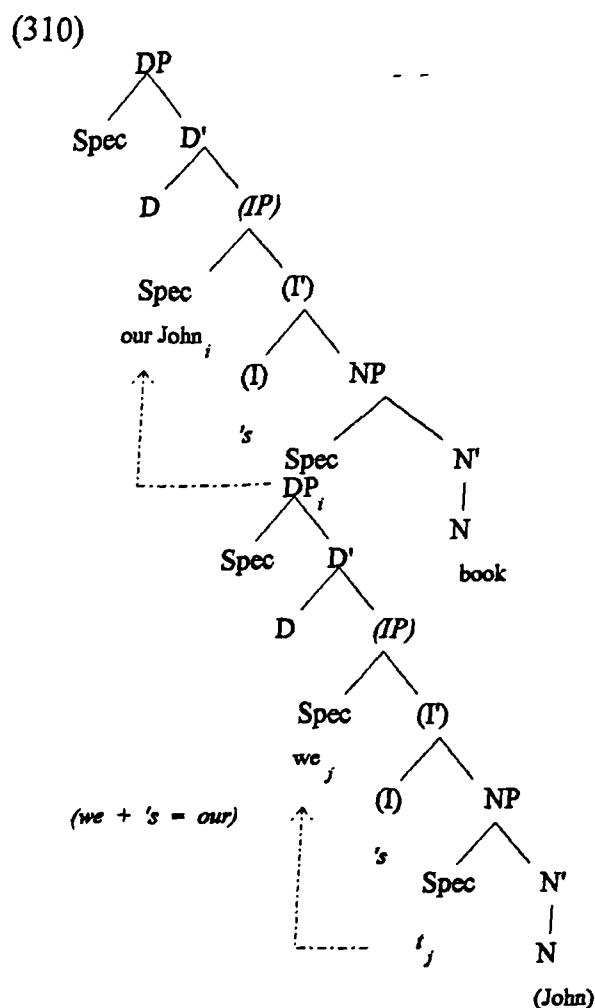 (310)
DP
Spec D'
D (IP)
Spec (I')
our John i
(I) NP
's
Spec N'
DP i
N
Spec D'
book
D (IP)
Spec (I')
we j
(we + 's = our) (I) NP
's
Spec N'
t j N
(John)